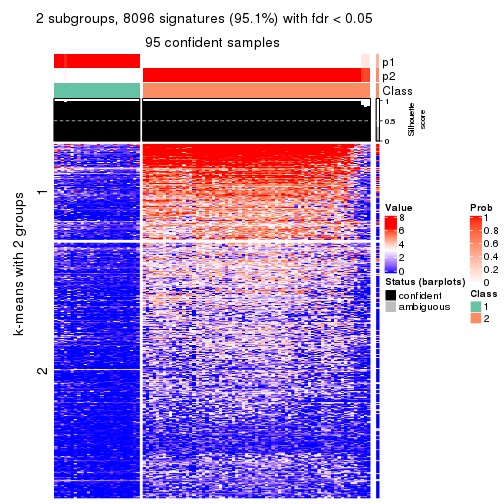 2 subgroups, 8096 signatures (95.1%) with fdr < 0.05
95 confident samples
p1
p2
Class
1
0.5
0
Silhouette
score
k-means with 2 groups
1
2
Value
8
6
4
2
0
Status (barplots)
confident
ambiguous
Prob
1
0.8
0.6
0.4
0.2
0
Class
1
2